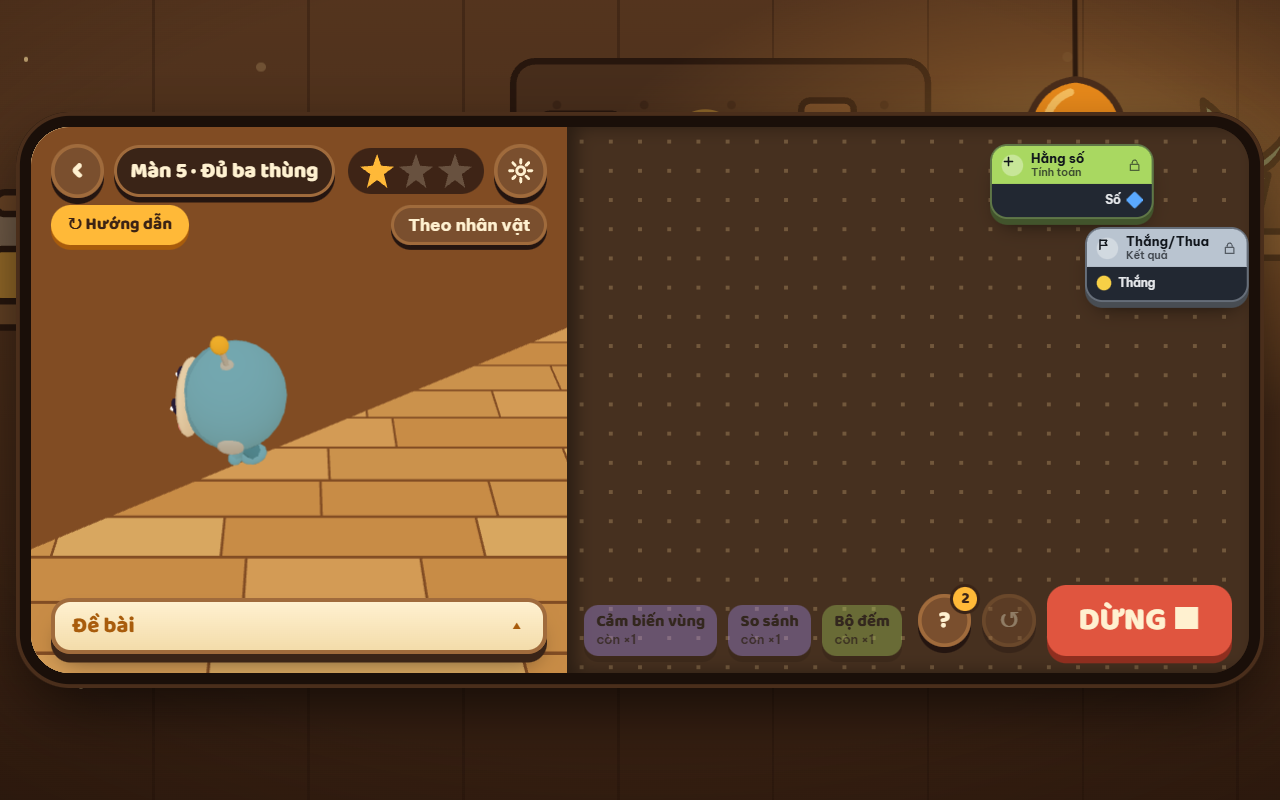 Màn 5 • Đủ ba thùng
↻ Hướng dẫn
Theo nhân vật
Đề bài
Hằng số
Tính toán
Số
Thắng/Thua
Kết quả
Thắng
Cảm biến vùng
còn ×1
So sánh
còn ×1
Bộ đếm
còn ×1
?
2
↺
DỪNG